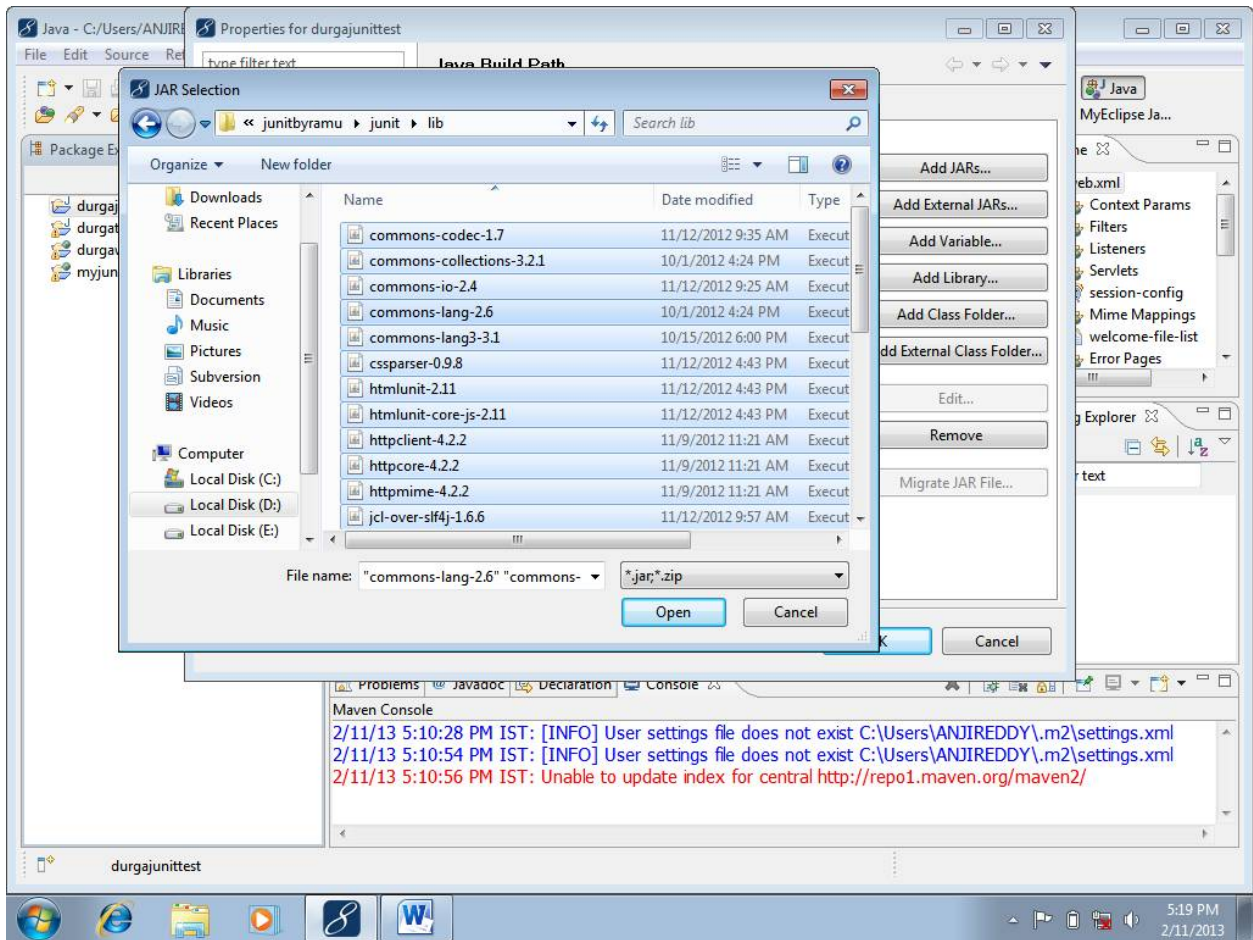 Java - C:/Users/ANJIRE
Properties for durgajunittest
File Edit Source Ref
type filter text
Java Build Path
JAR Selection
« junitbyramu junit lib
Search lib
Java
MyEclipse Ja...
Organize
New folder
Package E
Downloads
Recent Places
Libraries
Documents
Music
Pictures
Subversion
Videos
Computer
Local Disk (C:)
Local Disk (D:)
Local Disk (E:)
Name Date modified Type
commons-codec-1.7 11/12/2012 9:35 AM Execut
commons-collections-3.2.1 10/1/2012 4:24 PM Execut
commons-io-2.4 11/12/2012 9:25 AM Execut
commons-lang-2.6 10/1/2012 4:24 PM Execut
commons-lang3-3.1 10/15/2012 6:00 PM Execut
cssparser-0.9.8 11/12/2012 4:43 PM Execut
htmlunit-2.11 11/12/2012 4:43 PM Execut
htmlunit-core-js-2.11 11/12/2012 4:43 PM Execut
httpclient-4.2.2 11/9/2012 11:21 AM Execut
httpcore-4.2.2 11/9/2012 11:21 AM Execut
httpmime-4.2.2 11/9/2012 11:21 AM Execut
jcl-over-slf4j-1.6.6 11/12/2012 9:57 AM Execut
File name: "commons-lang-2.6" "commons-
*.jar;*.zip
Open
Cancel
durgaj
durgat
durgav
myjun
Add JARs...
Add External JARs...
Add Variable...
Add Library...
Add Class Folder...
dd External Class Folder...
Edit...
Remove
Migrate JAR File...
K
Cancel
ne
eb.xml
Context Params
Filters
Listeners
Servlets
session-config
Mime Mappings
welcome-file-list
Error Pages
g Explorer
r text
Problems @ Javadoc Declaration Console
Maven Console
2/11/13 5:10:28 PM IST: [INFO] User settings file does not exist C:\Users\ANJIREDDY\.m2\settings.xml
2/11/13 5:10:54 PM IST: [INFO] User settings file does not exist C:\Users\ANJIREDDY\.m2\settings.xml
2/11/13 5:10:56 PM IST: Unable to update index for central http://repo1.maven.org/maven2/
durgajunittest
5:19 PM
2/11/2013